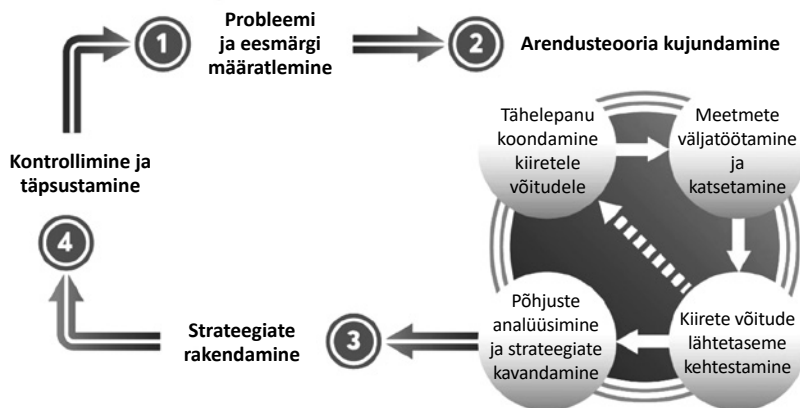 1
Probleemi
ja eesmärgi
määratlemine
2
Arendusteooria kujundamine
Tähelepanu
koondamine
kiiretele
võitudele
Meetmete
väljatöötamine
ja
katsetamine
Kiirete võitude
lähtetaseme
kehtestamine
Põhjuste
analüüsimine
ja strateegiate
kavandamine
3
Strateegiate
rakendamine
4
Kontrollimine ja
täpsustamine